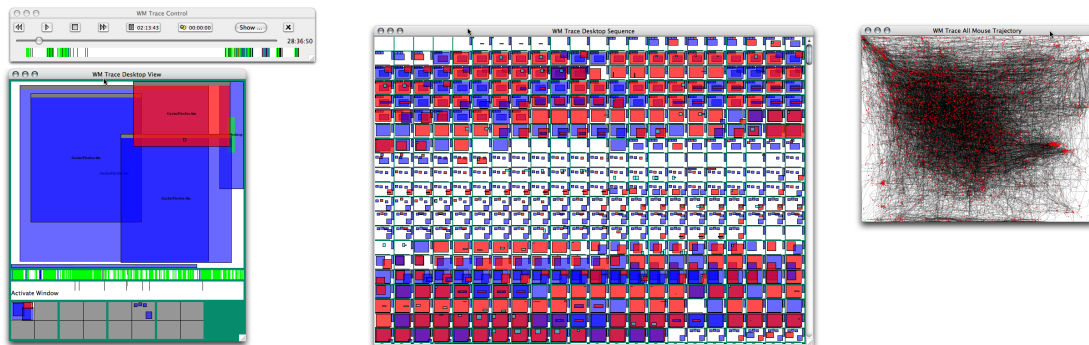 WM Trace Control
02:13:43
00:00:00
Show ...
28:36:50
WM Trace Desktop View
Activate Window
WM Trace Desktop Sequence
WM Trace All Mouse Trajectory